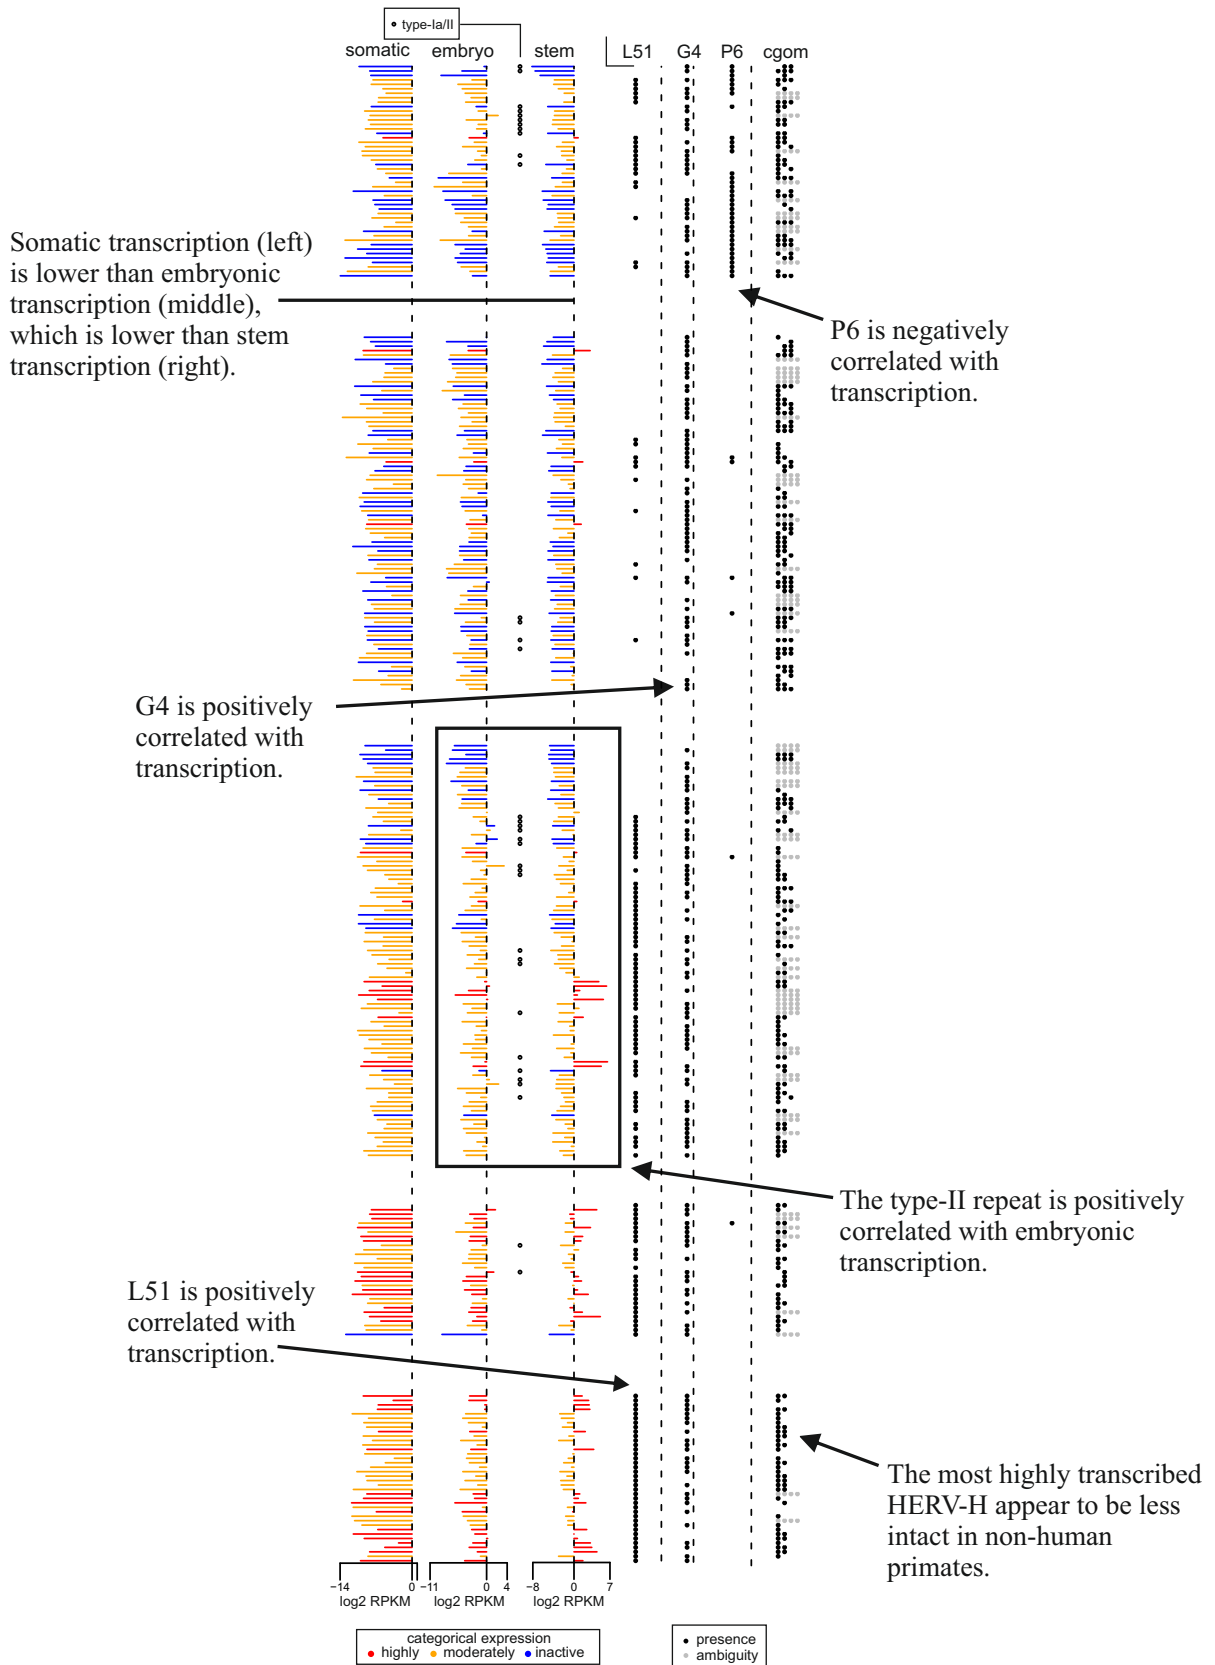 type-Ia/II
somatic embryo stem L51 G4 P6 cgom
Somatic transcription (left)
is lower than embryonic
transcription (middle),
which is lower than stem
transcription (right).
P6 is negatively
correlated with
transcription.
G4 is positively
correlated with
transcription.
The type-II repeat is positively
correlated with embryonic
transcription.
L51 is positively
correlated with
transcription.
The most highly transcribed
HERV-H appear to be less
intact in non-human
primates.
−14 0 −11 0 4 −8 0 7
log2 RPKM log2 RPKM log2 RPKM
categorical expression
highly moderately inactive
presence
ambiguity